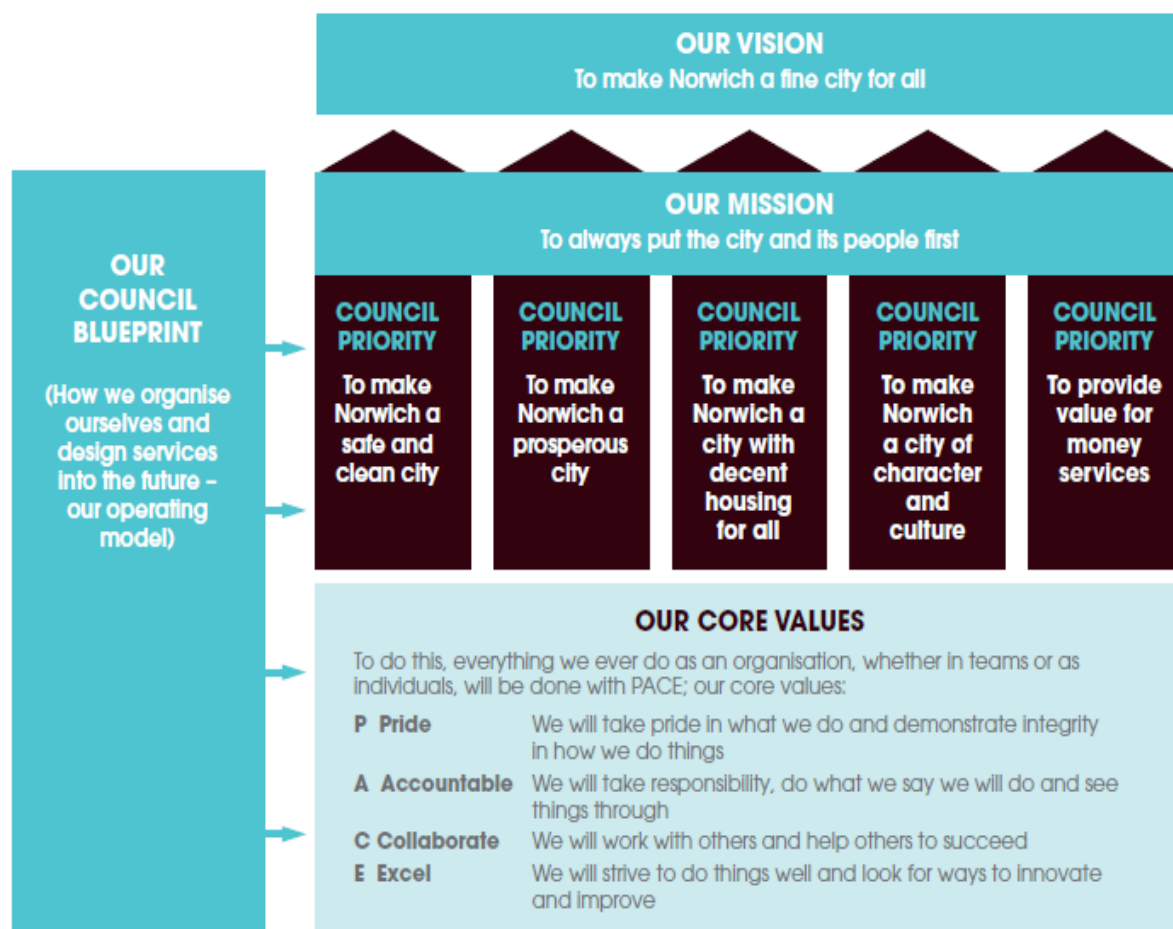 OUR VISION
To make Norwich a fine city for all
OUR MISSION
To always put the city and its people first
OUR
COUNCIL
BLUEPRINT
(How we organise
ourselves and
design services
into the future –
our operating
model)
COUNCIL
PRIORITY
To make
Norwich a
safe and
clean city
COUNCIL
PRIORITY
To make
Norwich a
prosperous
city
COUNCIL
PRIORITY
To make
Norwich a
city with
decent
housing
for all
COUNCIL
PRIORITY
To make
Norwich
a city of
character
and
culture
COUNCIL
PRIORITY
To provide
value for
money
services
OUR CORE VALUES
To do this, everything we ever do as an organisation, whether in teams or as
individuals, will be done with PACE; our core values:
P Pride We will take pride in what we do and demonstrate integrity
in how we do things
A Accountable We will take responsibility, do what we say we will do and see
things through
C Collaborate We will work with others and help others to succeed
E Excel We will strive to do things well and look for ways to innovate
and improve